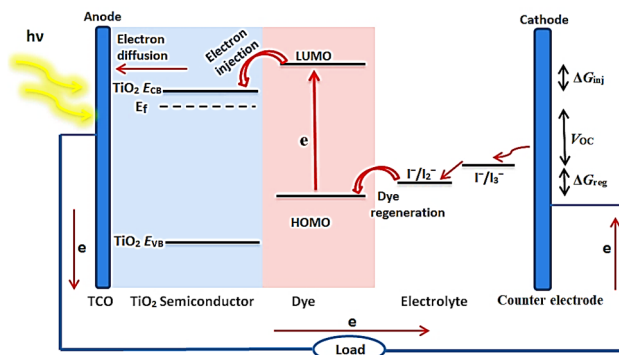 Anode
Cathode
hν
Electron
diffusion
Electron
injection
LUMO
ΔGinj
TiO2 ECB
Ef
e
VOC
I⁻/I2⁻
I⁻/I3⁻
ΔGreg
Dye
regeneration
HOMO
TiO2 EVB
e
e
TCO
TiO2 Semiconductor
Dye
Electrolyte
Counter electrode
e
Load